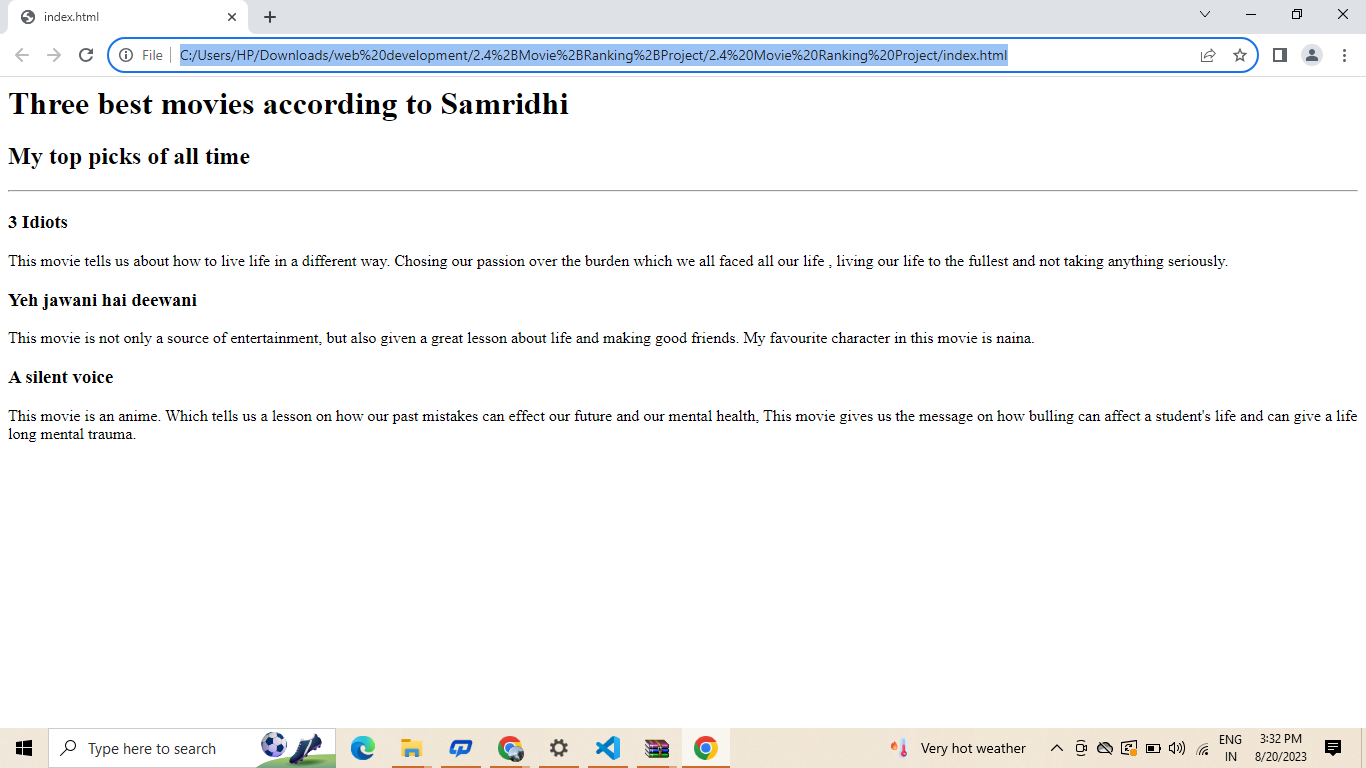 index.html
File
C:/Users/HP/Downloads/web%20development/2.4%2BMovie%2BRanking%2BProject/2.4%20Movie%20Ranking%20Project/index.html
Three best movies according to Samridhi
My top picks of all time
3 Idiots
This movie tells us about how to live life in a different way. Chosing our passion over the burden which we all faced all our life , living our life to the fullest and not taking anything seriously.
Yeh jawani hai deewani
This movie is not only a source of entertainment, but also given a great lesson about life and making good friends. My favourite character in this movie is naina.
A silent voice
This movie is an anime. Which tells us a lesson on how our past mistakes can effect our future and our mental health, This movie gives us the message on how bulling can affect a student's life and can give a life
long mental trauma.
Type here to search
Very hot weather
ENG
IN
3:32 PM
8/20/2023